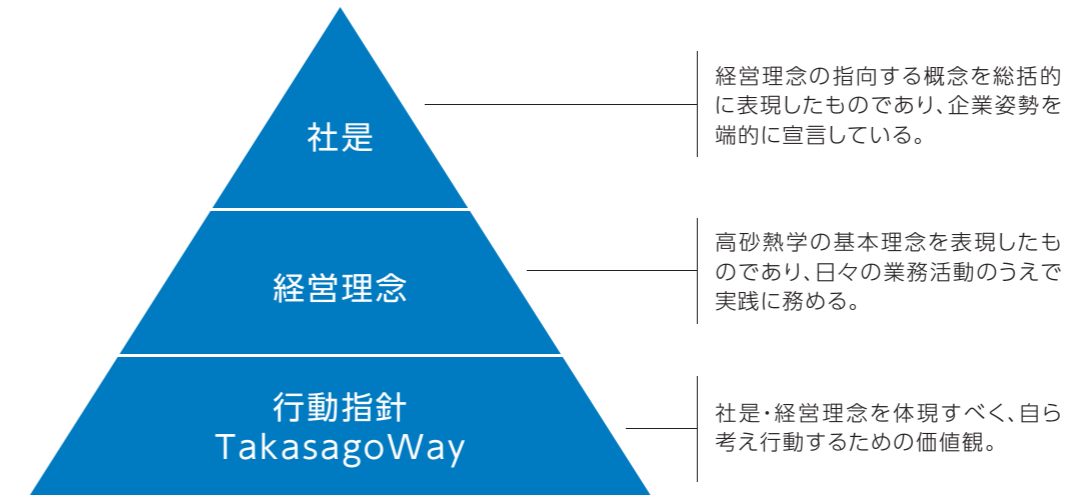 社是
経営理念の指向する概念を総括的
に表現したものであり、企業姿勢を
端的に宣言している。
経営理念
高砂熱学の基本理念を表現したも
のであり、日々の業務活動のうえで
実践に務める。
行動指針
TakasagoWay
社是・経営理念を体現すべく、自ら
考え行動するための価値観。